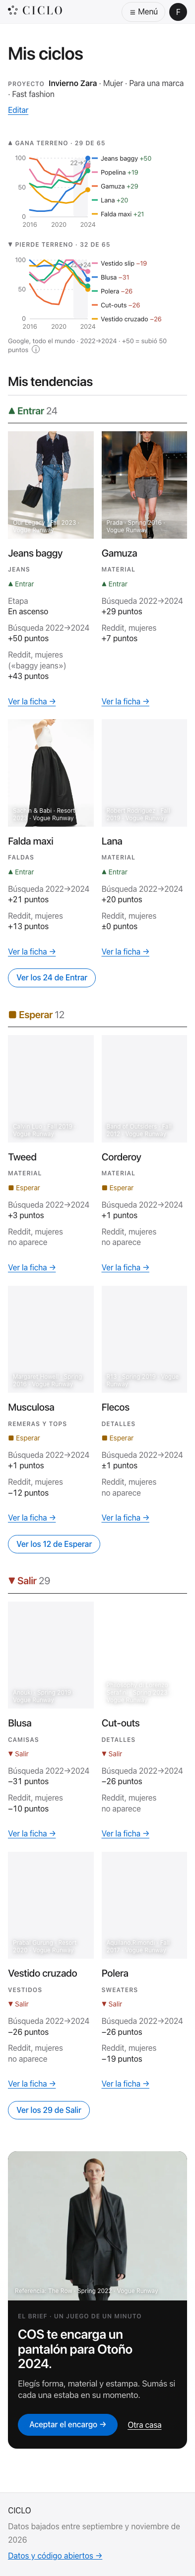 CICLO
≡ Menú
F
Mis ciclos
PROYECTO Invierno Zara · Mujer · Para una marca
· Fast fashion
Editar
▲ GANA TERRENO · 29 DE 65
100
50
0
2016 2020 2024
Jeans baggy +50
Popelina +19
Gamuza +29
Lana +20
Falda maxi +21
▼ PIERDE TERRENO · 32 DE 65
100
50
0
2016 2020 2024
Vestido slip −19
Blusa −31
Polera −26
Cut-outs −26
Vestido cruzado −26
Google, todo el mundo · 2022→2024 · +50 = subió 50
puntos ⓘ
Mis tendencias
▲ Entrar 24
Prada · Spring 2016
Vogue Runway
Jeans baggy
JEANS
▲ Entrar
Etapa
En ascenso
Búsqueda 2022→2024
+50 puntos
Reddit, mujeres
(«baggy jeans»)
+43 puntos
Ver la ficha →
Gamuza
MATERIAL
▲ Entrar
Búsqueda 2022→2024
+29 puntos
Reddit, mujeres
+7 puntos
Ver la ficha →
& Babi · Resort
· Vogue Runway
Falda maxi
FALDAS
▲ Entrar
Búsqueda 2022→2024
+21 puntos
Reddit, mujeres
+13 puntos
Ver la ficha →
Lana
MATERIAL
▲ Entrar
Búsqueda 2022→2024
+20 puntos
Reddit, mujeres
±0 puntos
Ver la ficha →
Ver los 24 de Entrar
Esperar 12
Tweed
MATERIAL
Esperar
Búsqueda 2022→2024
+3 puntos
Reddit, mujeres
no aparece
Ver la ficha →
Corderoy
MATERIAL
Esperar
Búsqueda 2022→2024
+1 puntos
Reddit, mujeres
no aparece
Ver la ficha →
Musculosa
REMERAS Y TOPS
Esperar
Búsqueda 2022→2024
+1 puntos
Reddit, mujeres
−12 puntos
Ver la ficha →
Flecos
DETALLES
Esperar
Búsqueda 2022→2024
±1 puntos
Reddit, mujeres
no aparece
Ver la ficha →
Ver los 12 de Esperar
▼ Salir 29
Blusa
CAMISAS
▼ Salir
Búsqueda 2022→2024
−31 puntos
Reddit, mujeres
−10 puntos
Ver la ficha →
Cut-outs
DETALLES
▼ Salir
Búsqueda 2022→2024
−26 puntos
Reddit, mujeres
no aparece
Ver la ficha →
Vestido cruzado
VESTIDOS
▼ Salir
Búsqueda 2022→2024
−26 puntos
Reddit, mujeres
no aparece
Ver la ficha →
Polera
SWEATERS
▼ Salir
Búsqueda 2022→2024
−26 puntos
Reddit, mujeres
−19 puntos
Ver la ficha →
Ver los 29 de Salir
Referencia: The Row · Spring 2022 · Vogue Runway
EL BRIEF · UN JUEGO DE UN MINUTO
COS te encarga un
pantalón para Otoño
2024.
Elegís forma, material y estampa. Sumás si
cada una estaba en su momento.
Aceptar el encargo →
Otra casa
CICLO
Datos bajados entre septiembre y noviembre de
2026
Datos y código abiertos →